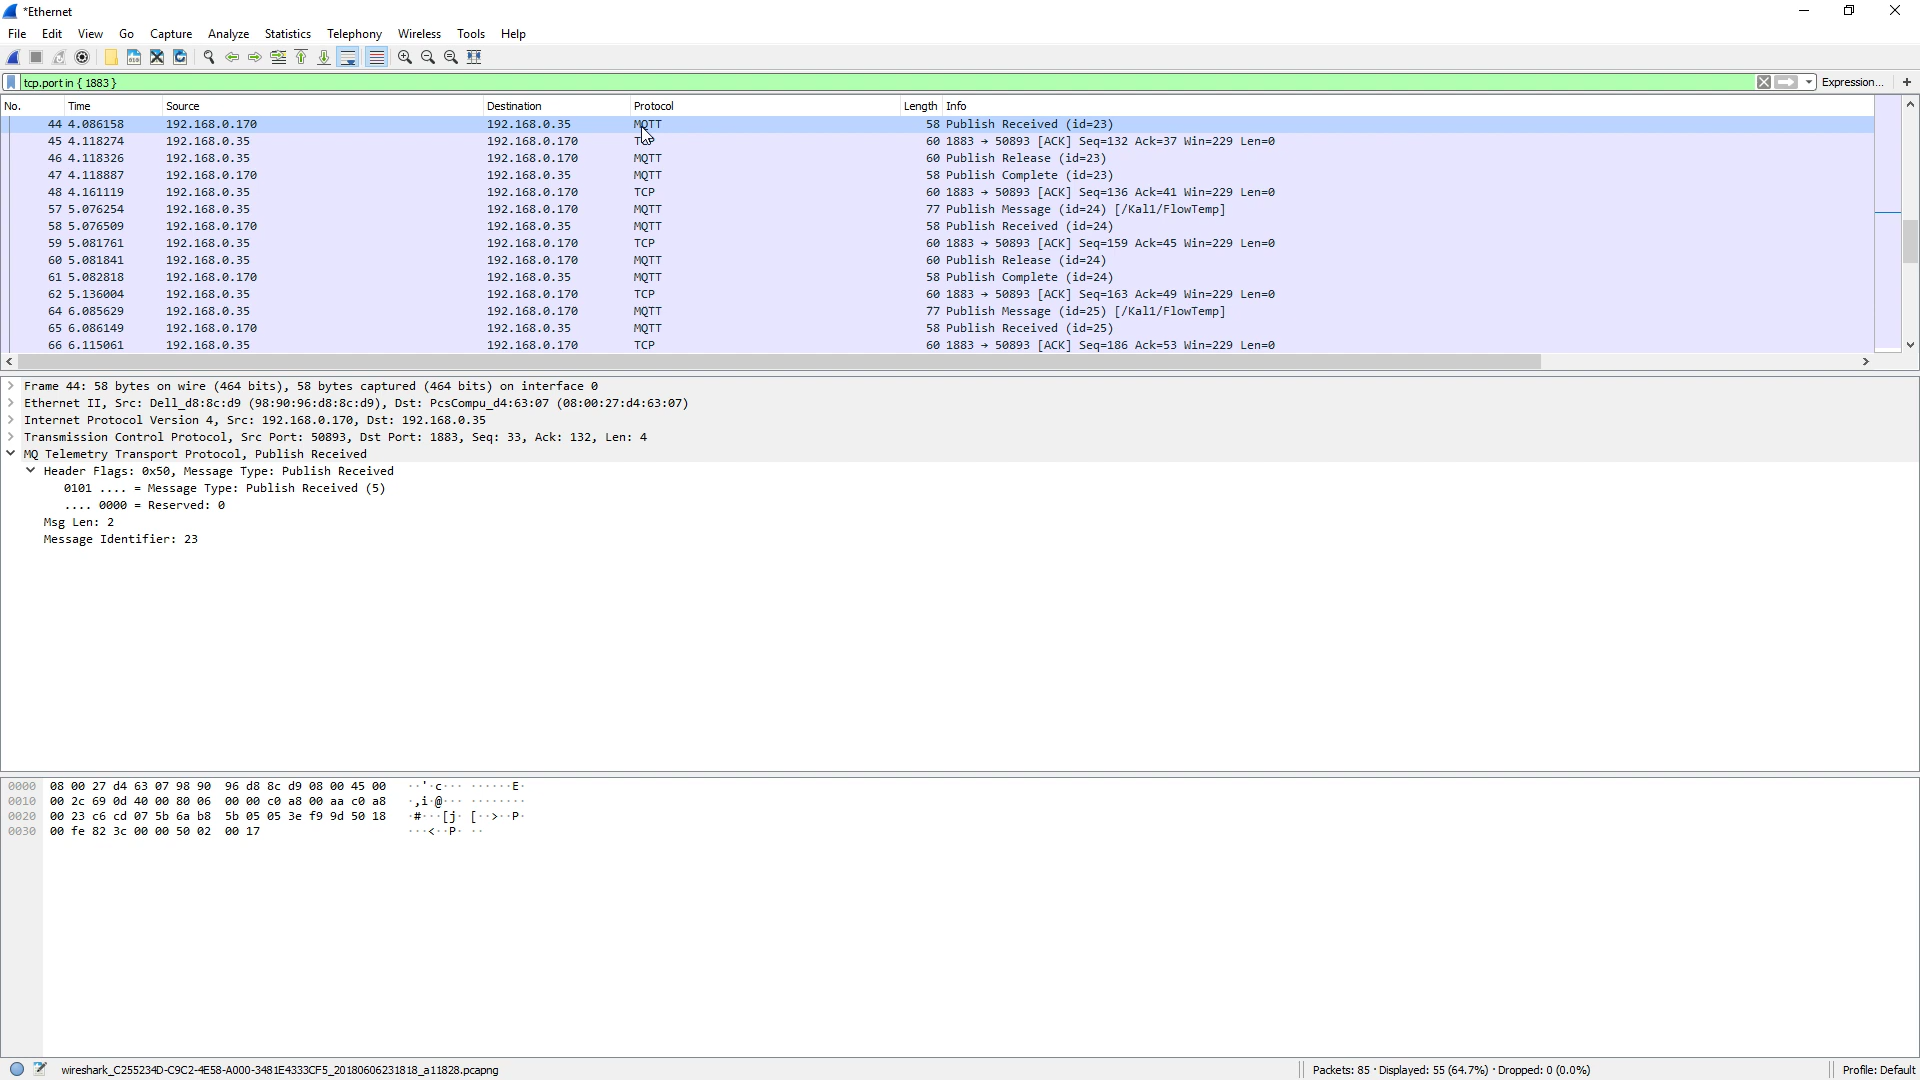 *Ethernet
File Edit View Go Capture Analyze Statistics Telephony Wireless Tools Help
tcp.port in { 1883 } Expression... +
No. Time Source Destination Protocol Length Info
44 4.086158 192.168.0.170 192.168.0.35 MQTT 58 Publish Received (id=23)
45 4.118274 192.168.0.35 192.168.0.170 60 1883 → 50893 [ACK] Seq=132 Ack=37 Win=229 Len=0
46 4.118326 192.168.0.35 192.168.0.170 MQTT 60 Publish Release (id=23)
47 4.118887 192.168.0.170 192.168.0.35 MQTT 58 Publish Complete (id=23)
48 4.161119 192.168.0.35 192.168.0.170 TCP 60 1883 → 50893 [ACK] Seq=136 Ack=41 Win=229 Len=0
57 5.076254 192.168.0.35 192.168.0.170 MQTT 77 Publish Message (id=24) [/Kal1/FlowTemp]
58 5.076509 192.168.0.170 192.168.0.35 MQTT 58 Publish Received (id=24)
59 5.081761 192.168.0.35 192.168.0.170 TCP 60 1883 → 50893 [ACK] Seq=159 Ack=45 Win=229 Len=0
60 5.081841 192.168.0.35 192.168.0.170 MQTT 60 Publish Release (id=24)
61 5.082818 192.168.0.170 192.168.0.35 MQTT 58 Publish Complete (id=24)
62 5.136004 192.168.0.35 192.168.0.170 TCP 60 1883 → 50893 [ACK] Seq=163 Ack=49 Win=229 Len=0
64 6.085629 192.168.0.35 192.168.0.170 MQTT 77 Publish Message (id=25) [/Kal1/FlowTemp]
65 6.086149 192.168.0.170 192.168.0.35 MQTT 58 Publish Received (id=25)
66 6.115061 192.168.0.35 192.168.0.170 TCP 60 1883 → 50893 [ACK] Seq=186 Ack=53 Win=229 Len=0
Frame 44: 58 bytes on wire (464 bits), 58 bytes captured (464 bits) on interface 0
Ethernet II, Src: Dell_d8:8c:d9 (98:90:96:d8:8c:d9), Dst: PcsCompu_d4:63:07 (08:00:27:d4:63:07)
Internet Protocol Version 4, Src: 192.168.0.170, Dst: 192.168.0.35
Transmission Control Protocol, Src Port: 50893, Dst Port: 1883, Seq: 33, Ack: 132, Len: 4
MQ Telemetry Transport Protocol, Publish Received
Header Flags: 0x50, Message Type: Publish Received
0101 .... = Message Type: Publish Received (5)
.... 0000 = Reserved: 0
Msg Len: 2
Message Identifier: 23
0000 08 00 27 d4 63 07 98 90 96 d8 8c d9 08 00 45 00 ··'·c··· ······E·
0010 00 2c 69 0d 40 00 80 06 00 00 c0 a8 00 aa c0 a8 ·,i·@··· ········
0020 00 23 c6 cd 07 5b 6a b8 5b 05 05 3e f9 9d 50 18 ·#···[j· [··>··P·
0030 00 fe 82 3c 00 00 50 02 00 17 ···<··P· ··
wireshark_C255234D-C9C2-4E58-A000-3481E4333CF5_20180606231818_a11828.pcapng Packets: 85 · Displayed: 55 (64.7%) · Dropped: 0 (0.0%) Profile: Default